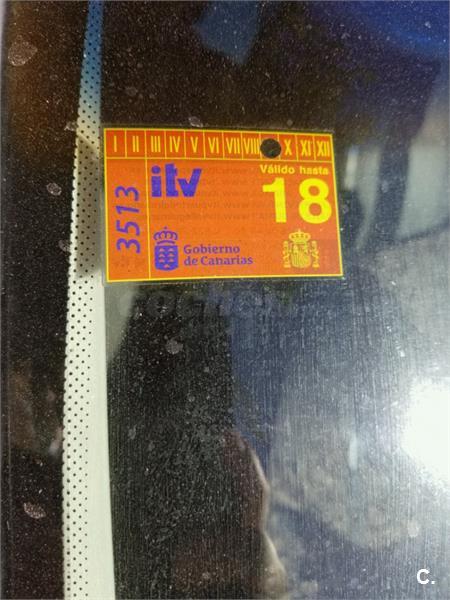 I II III IV V VI VII VIII X XI XII
itv
Válido hasta
18
3513
Gobierno
de Canarias
C.